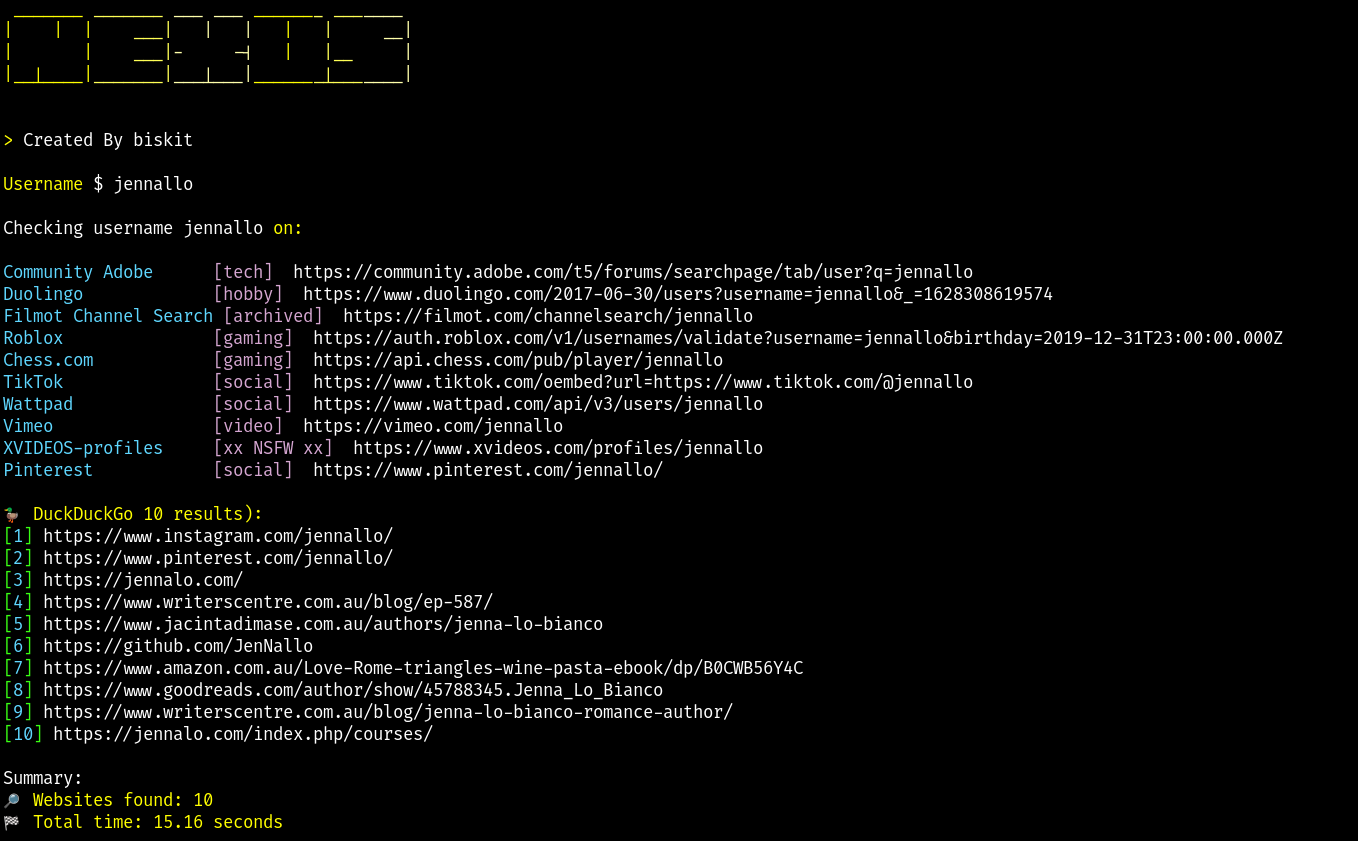 NEXUS
> Created By biskit
Username $ jennallo
Checking username jennallo on:
Community Adobe [tech] https://community.adobe.com/t5/forums/searchpage/tab/user?q=jennallo
Duolingo [hobby] https://www.duolingo.com/2017-06-30/users?username=jennallo&_=1628308619574
Filmot Channel Search [archived] https://filmot.com/channelsearch/jennallo
Roblox [gaming] https://auth.roblox.com/v1/usernames/validate?username=jennallo&birthday=2019-12-31T23:00:00.000Z
Chess.com [gaming] https://api.chess.com/pub/player/jennallo
TikTok [social] https://www.tiktok.com/oembed?url=https://www.tiktok.com/@jennallo
Wattpad [social] https://www.wattpad.com/api/v3/users/jennallo
Vimeo [video] https://vimeo.com/jennallo
XVIDEOS-profiles [xx NSFW xx] https://www.xvideos.com/profiles/jennallo
Pinterest [social] https://www.pinterest.com/jennallo/
🦆 DuckDuckGo 10 results):
[1] https://www.instagram.com/jennallo/
[2] https://www.pinterest.com/jennallo/
[3] https://jennalo.com/
[4] https://www.writerscentre.com.au/blog/ep-587/
[5] https://www.jacintadimase.com.au/authors/jenna-lo-bianco
[6] https://github.com/JenNallo
[7] https://www.amazon.com.au/Love-Rome-triangles-wine-pasta-ebook/dp/B0CWB56Y4C
[8] https://www.goodreads.com/author/show/45788345.Jenna_Lo_Bianco
[9] https://www.writerscentre.com.au/blog/jenna-lo-bianco-romance-author/
[10] https://jennalo.com/index.php/courses/
Summary:
🔎 Websites found: 10
🏁 Total time: 15.16 seconds